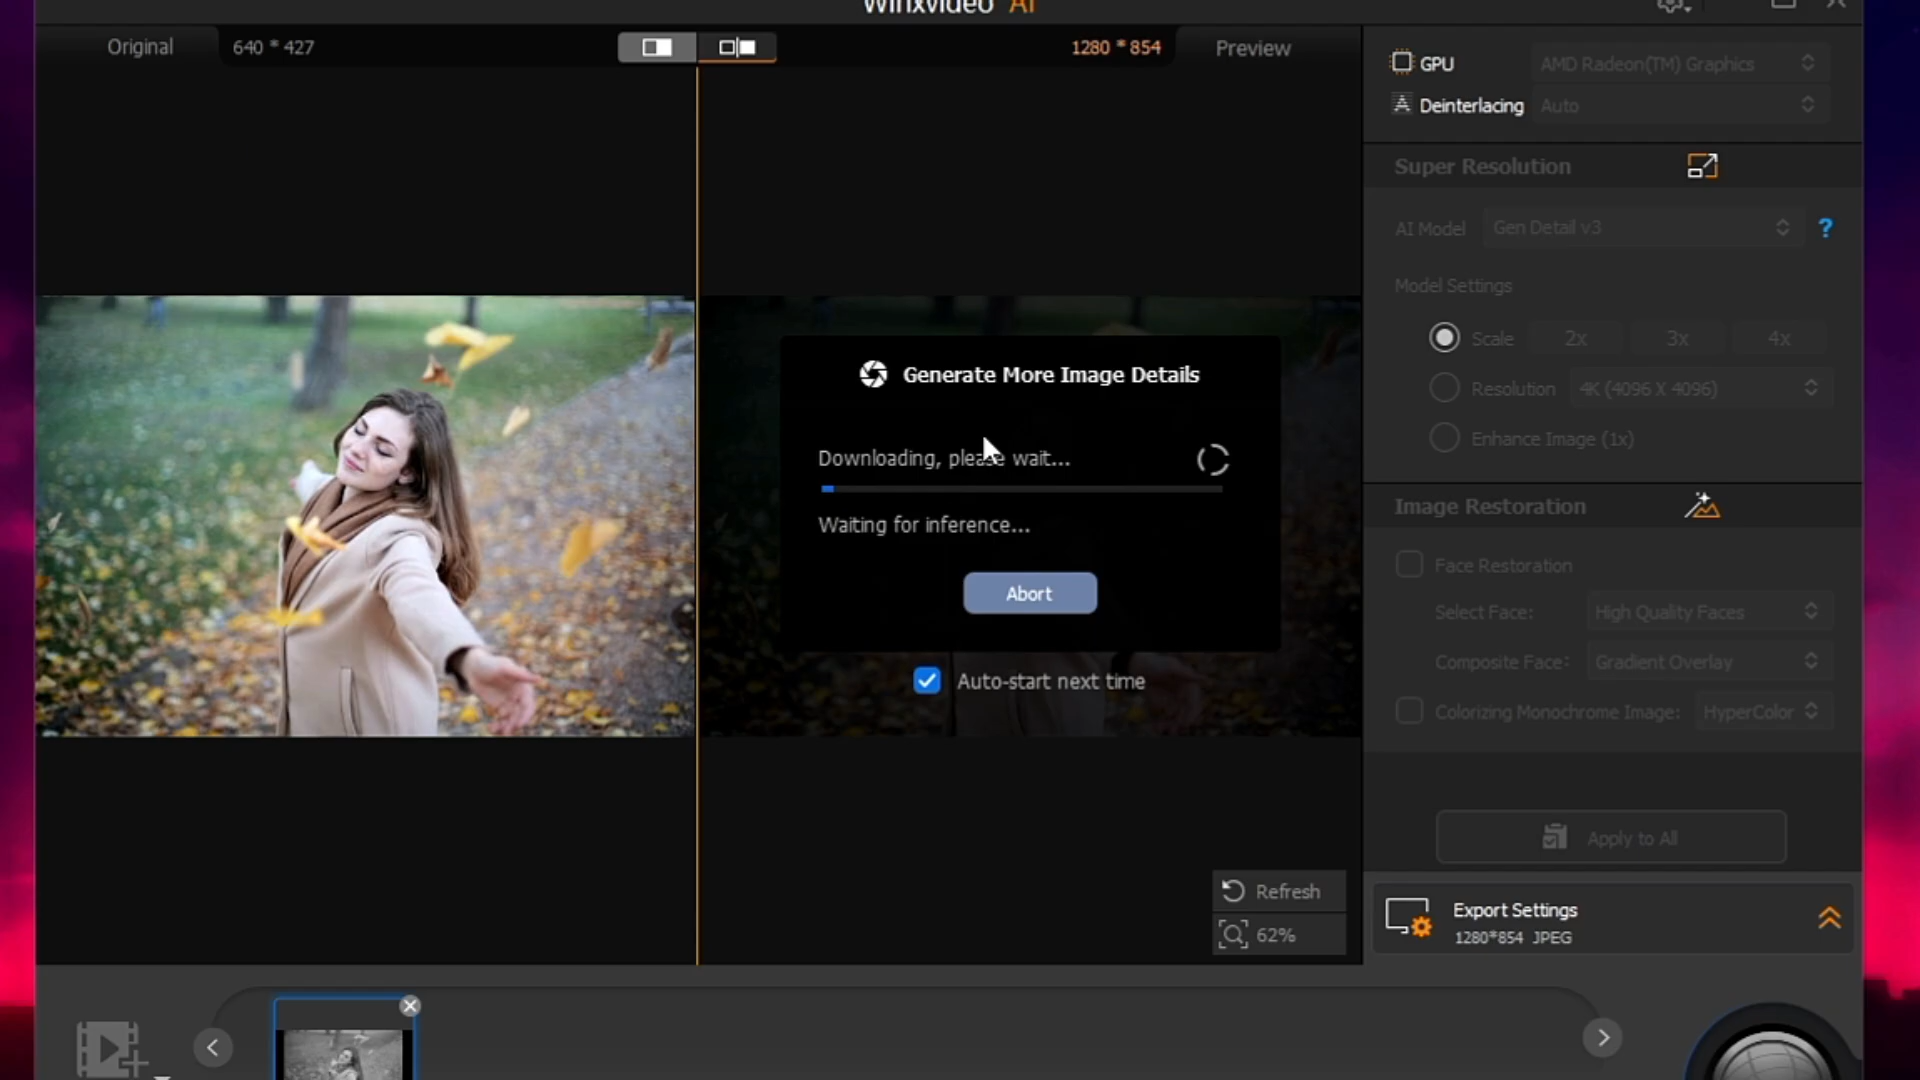 Winxvideo AI
Original
640 * 427
1280 * 854
Preview
GPU
AMD Radeon(TM) Graphics
Deinterlacing
Auto
Super Resolution
AI Model
Gen Detail v3
?
Model Settings
Scale
2x
3x
4x
Resolution
4K (4096 X 4096)
Enhance Image (1x)
Generate More Image Details
Downloading, please wait...
Waiting for inference...
Abort
Auto-start next time
Image Restoration
Face Restoration
Select Face:
High Quality Faces
Composite Face:
Gradient Overlay
Colorizing Monochrome Image:
HyperColor
Apply to All
Refresh
62%
Export Settings
1280*854 JPEG